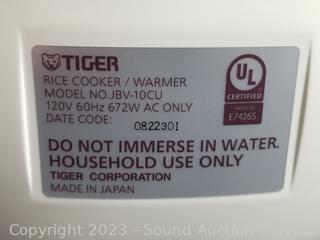 TIGER
RICE COOKER / WARMER
MODEL NO.JBV-10CU
120V 60Hz 672W AC ONLY
DATE CODE: 082230I
UL
CERTIFIED
E74265
DO NOT IMMERSE IN WATER.
HOUSEHOLD USE ONLY
TIGER CORPORATION
MADE IN JAPAN
Copyright 2023 - Sound Auction Service